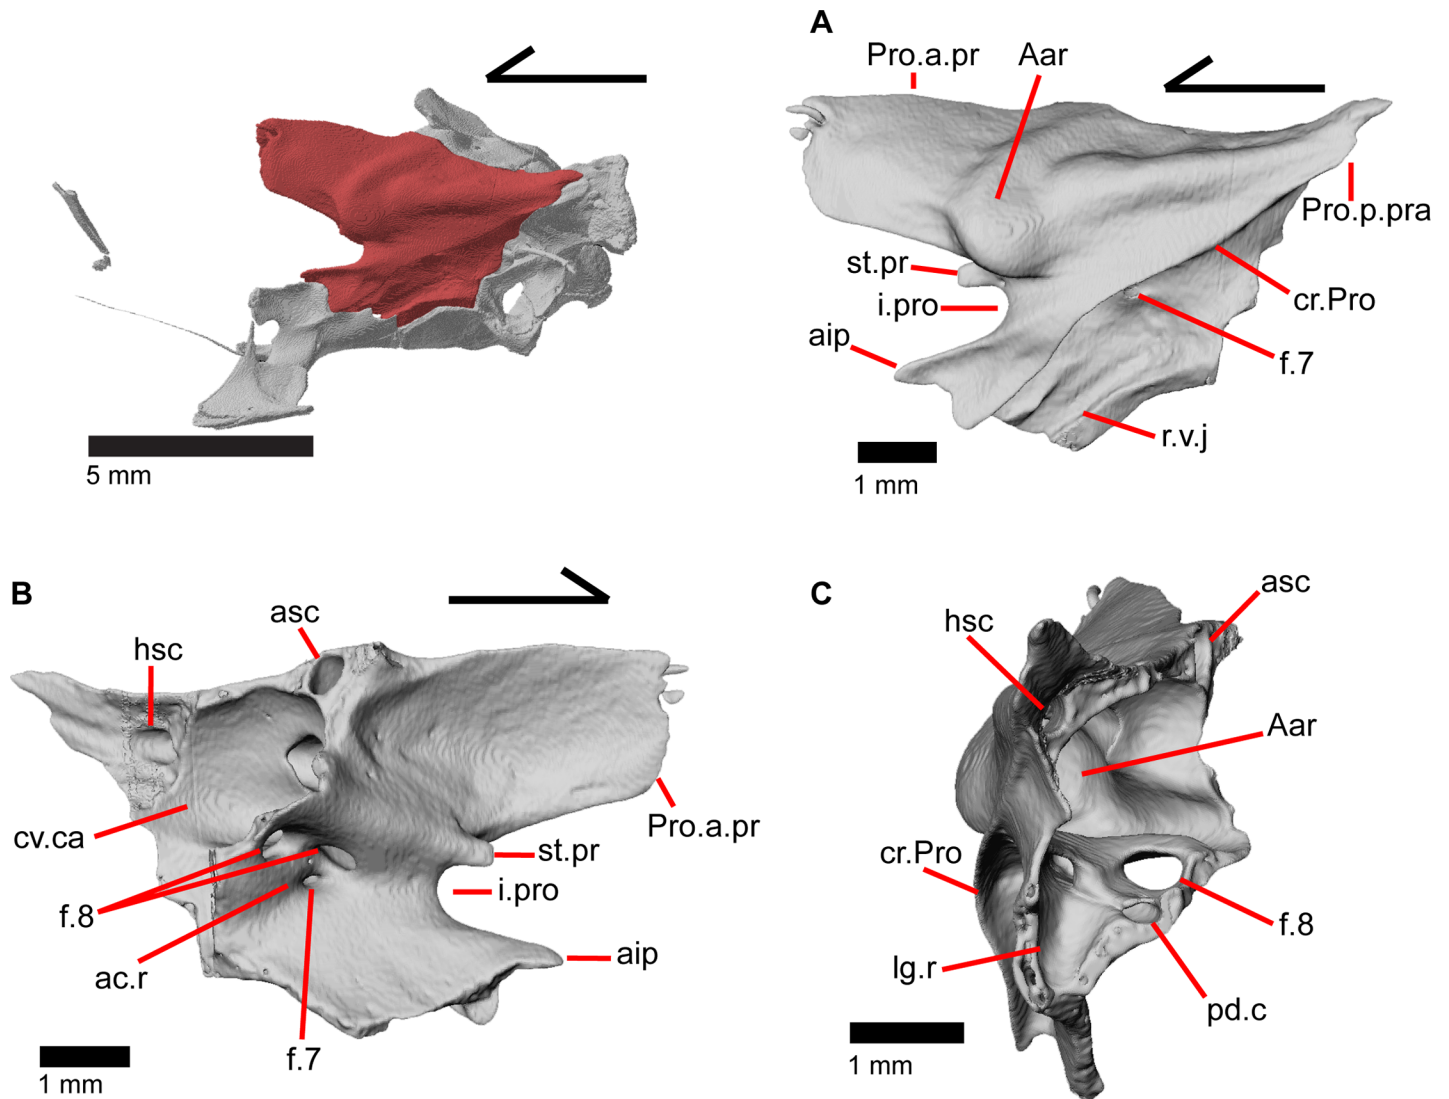 5 mm
A
Pro.a.pr
Aar
Pro.p.pra
st.pr
i.pro
cr.Pro
aip
f.7
r.v.j
1 mm
B
asc
hsc
cv.ca
Pro.a.pr
st.pr
i.pro
f.8
aip
ac.r
f.7
1 mm
C
asc
hsc
Aar
cr.Pro
f.8
lg.r
pd.c
1 mm